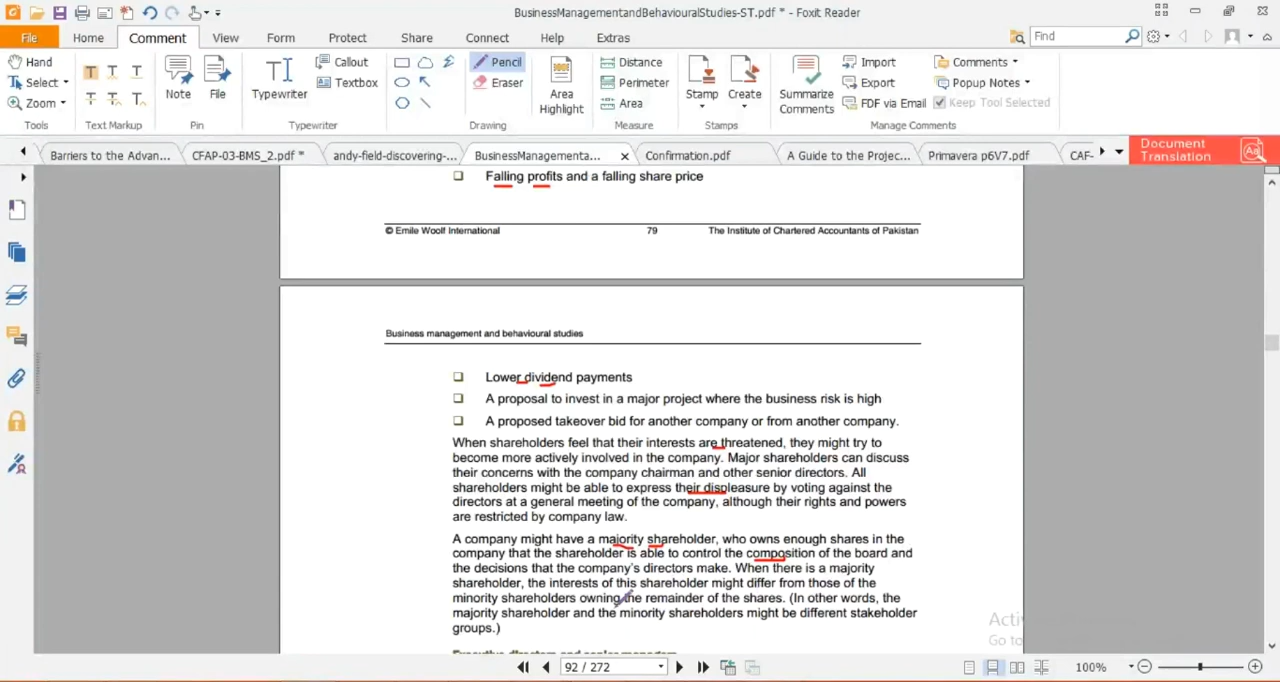 BusinessManagementandBehaviouralStudies-ST.pdf * - Foxit Reader
File Home Comment View Form Protect Share Connect Help Extras
Find
Hand
Select
Zoom
Tools
Text Markup
Note
File
Pin
Typewriter
Callout
Textbox
Typewriter
Pencil
Eraser
Drawing
Area
Highlight
Distance
Perimeter
Area
Measure
Stamp
Create
Stamps
Summarize
Comments
Import
Export
FDF via Email
Comments
Popup Notes
Keep Tool Selected
Manage Comments
Barriers to the Advan...
CFAP-03-BMS_2.pdf *
andy-field-discovering-...
BusinessManagementa...
Confirmation.pdf
A Guide to the Projec...
Primavera p6V7.pdf
CAF-
Document
Translation
Falling profits and a falling share price
© Emile Woolf International 79 The Institute of Chartered Accountants of Pakistan
Business management and behavioural studies
Lower dividend payments
A proposal to invest in a major project where the business risk is high
A proposed takeover bid for another company or from another company.
When shareholders feel that their interests are threatened, they might try to
become more actively involved in the company. Major shareholders can discuss
their concerns with the company chairman and other senior directors. All
shareholders might be able to express their displeasure by voting against the
directors at a general meeting of the company, although their rights and powers
are restricted by company law.
A company might have a majority shareholder, who owns enough shares in the
company that the shareholder is able to control the composition of the board and
the decisions that the company's directors make. When there is a majority
shareholder, the interests of this shareholder might differ from those of the
minority shareholders owning the remainder of the shares. (In other words, the
majority shareholder and the minority shareholders might be different stakeholder
groups.)
Executive directors and senior managers
Activ
Go to
92 / 272
100%